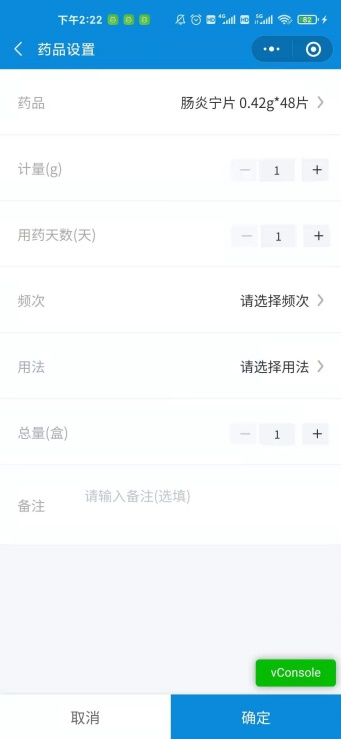 下午2:22
82
药品设置
药品 肠炎宁片 0.42g*48片
计量(g) 1
用药天数(天) 1
频次 请选择频次
用法 请选择用法
总量(盒) 1
备注 请输入备注(选填)
vConsole
取消 确定